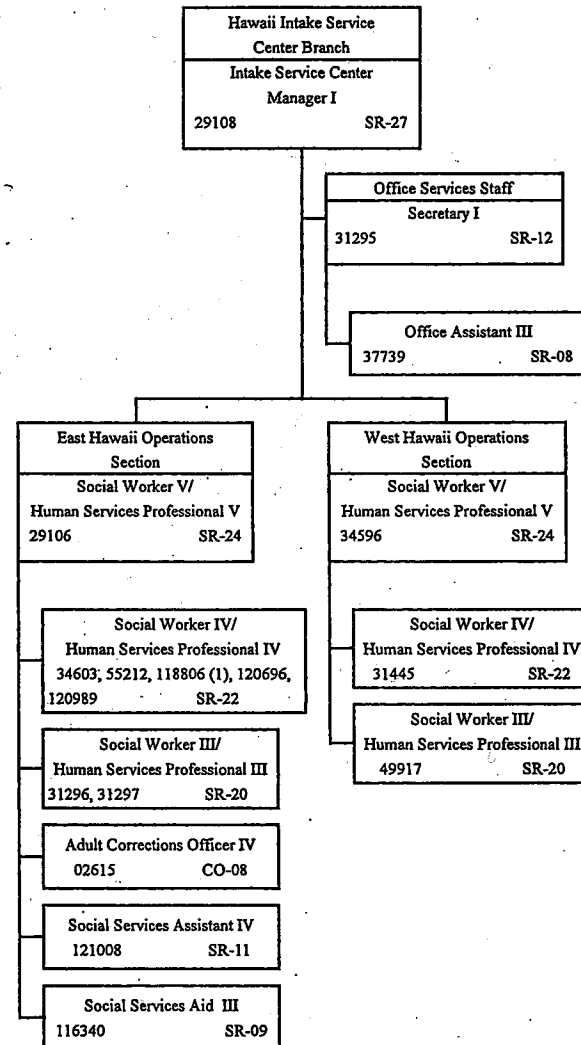 Hawaii Intake Service
Center Branch
Intake Service Center
Manager I
29108 SR-27
Office Services Staff
Secretary I
31295 SR-12
Office Assistant III
37739 SR-08
East Hawaii Operations
Section
Social Worker V/
Human Services Professional V
29106 SR-24
Social Worker IV/
Human Services Professional IV
34603, 55212, 118806 (1), 120696,
120989 SR-22
Social Worker III/
Human Services Professional III
31296, 31297 SR-20
Adult Corrections Officer IV
02615 CO-08
Social Services Assistant IV
121008 SR-11
Social Services Aid III
116340 SR-09
West Hawaii Operations
Section
Social Worker V/
Human Services Professional V
34596 SR-24
Social Worker IV/
Human Services Professional IV
31445 SR-22
Social Worker III/
Human Services Professional III
49917 SR-20